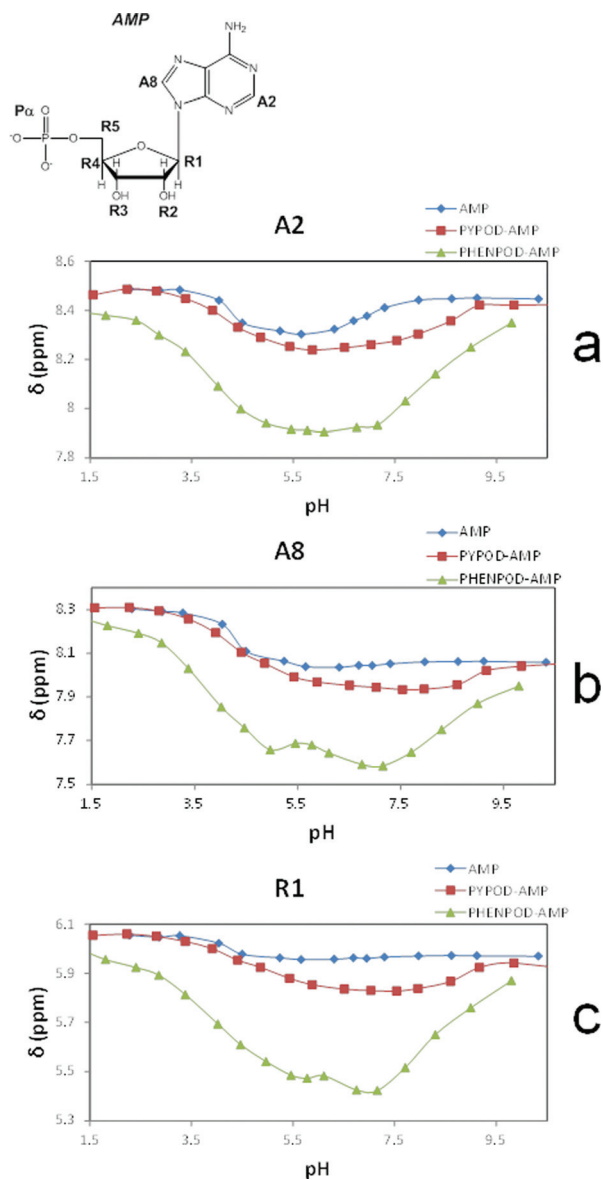 AMP
NH2
N
N
A8
N
N
A2
Pα
O
R5
-O
P
O
O
O-
R4
H
H
R1
H
H
OH
OH
R3
R2
A2
AMP
PYPOD-AMP
PHENPOD-AMP
8.6
8.4
8.2
8
7.8
δ (ppm)
1.5 3.5 5.5 7.5 9.5
pH
a
A8
AMP
PYPOD-AMP
PHENPOD-AMP
8.3
8.1
7.9
7.7
7.5
δ (ppm)
1.5 3.5 5.5 7.5 9.5
pH
b
R1
AMP
PYPOD-AMP
PHENPOD-AMP
6.1
5.9
5.7
5.5
5.3
δ (ppm)
1.5 3.5 5.5 7.5 9.5
pH
c